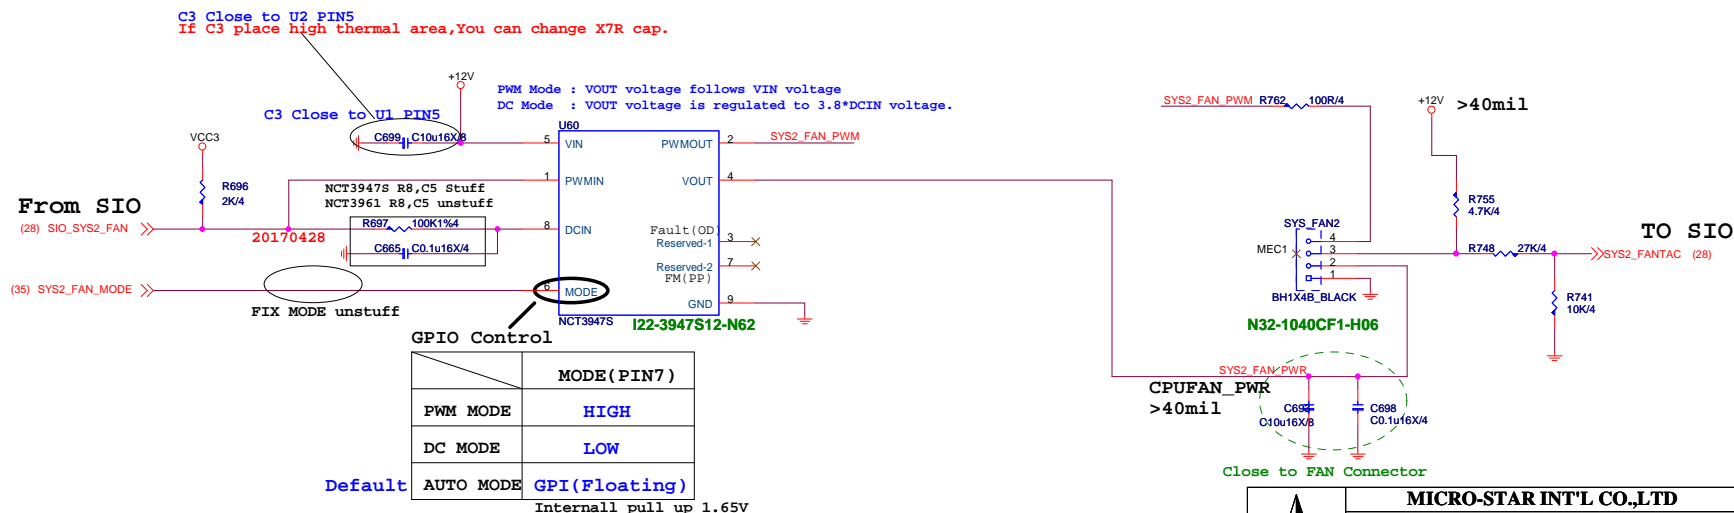 C3 Close to U2 PIN5
If C3 place high thermal area,You can change X7R cap.
+12V
PWM Mode : VOUT voltage follows VIN voltage
DC Mode : VOUT voltage is regulated to 3.8*DCIN voltage.
C3 Close to U1 PIN5
C699 C10u16X/8
VCC3
R696
2K/4
NCT3947S R8,C5 Stuff
NCT3961 R8,C5 unstuff
R697 100K1%4
C665 C0.1u16X/4
From SIO
(28) SIO_SYS2_FAN
20170428
(35) SYS2_FAN_MODE
FIX MODE unstuff
U60
5 VIN
1 PWMIN
8 DCIN
6 MODE
PWMOUT 2
VOUT 4
Fault(OD)
Reserved-1 3
Reserved-2 7
FM(PP)
GND 9
NCT3947S
I22-3947S12-N62
SYS2_FAN_PWM
GPIO Control
MODE(PIN7)
PWM MODE HIGH
DC MODE LOW
Default AUTO MODE GPI(Floating)
Internall pull up 1.65V
SYS2_FAN_PWM R762 100R/4
+12V >40mil
R755
4.7K/4
SYS_FAN2
4
3
2
1
MEC1
BH1X4B_BLACK
N32-1040CF1-H06
R748 27K/4
TO SIO
SYS2_FANTAC (28)
R741
10K/4
SYS2_FAN_PWR
CPUFAN_PWR
>40mil
C10u16X/8
C698
C0.1u16X/4
Close to FAN Connector
MICRO-STAR INT'L CO.,LTD